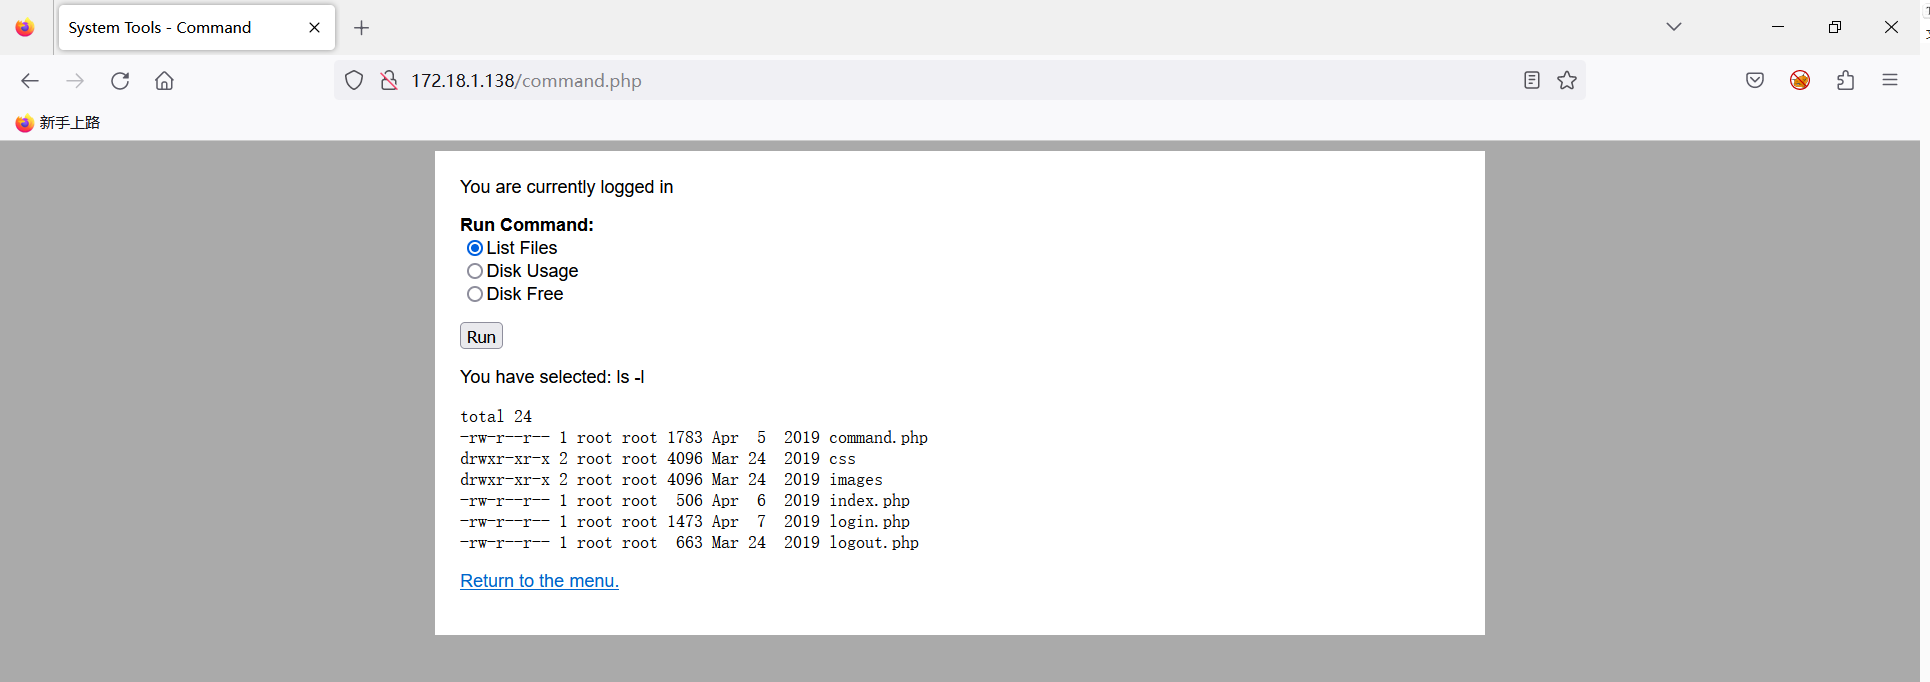 System Tools - Command
172.18.1.138/command.php
新手上路
You are currently logged in
Run Command:
List Files
Disk Usage
Disk Free
Run
You have selected: ls -l
total 24
-rw-r--r-- 1 root root 1783 Apr  5  2019 command.php
drwxr-xr-x 2 root root 4096 Mar 24  2019 css
drwxr-xr-x 2 root root 4096 Mar 24  2019 images
-rw-r--r-- 1 root root  506 Apr  6  2019 index.php
-rw-r--r-- 1 root root 1473 Apr  7  2019 login.php
-rw-r--r-- 1 root root  663 Mar 24  2019 logout.php
Return to the menu.